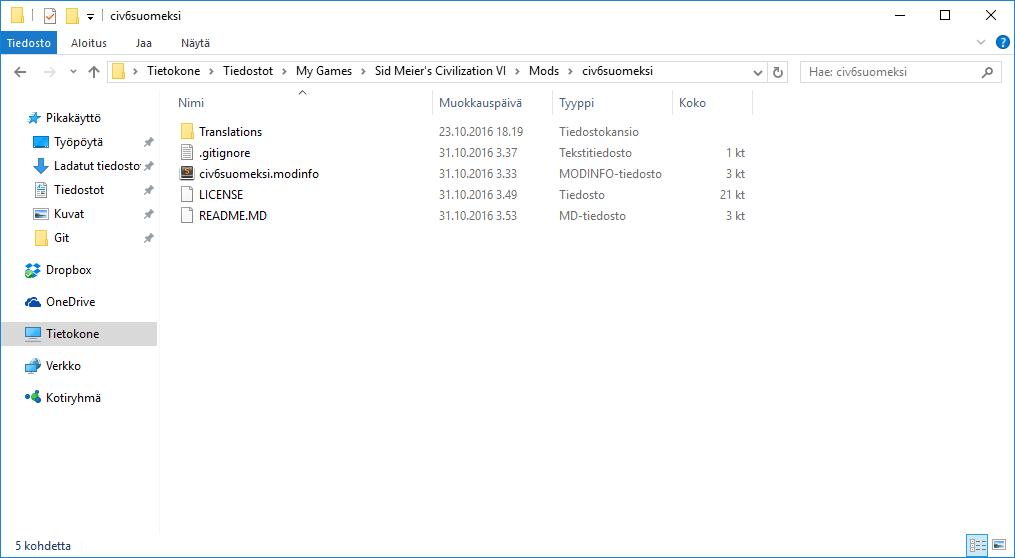 civ6suomeksi
Tiedosto Aloitus Jaa Näytä
Tietokone Tiedostot My Games Sid Meier's Civilization VI Mods civ6suomeksi Hae: civ6suomeksi
Nimi Muokkauspäivä Tyyppi Koko
Pikakäyttö
Työpöytä
Ladatut tiedostot
Tiedostot
Kuvat
Git
Dropbox
OneDrive
Tietokone
Verkko
Kotiryhmä
Translations 23.10.2016 18.19 Tiedostokansio
.gitignore 31.10.2016 3.37 Tekstitiedosto 1 kt
civ6suomeksi.modinfo 31.10.2016 3.33 MODINFO-tiedosto 3 kt
LICENSE 31.10.2016 3.49 Tiedosto 21 kt
README.MD 31.10.2016 3.53 MD-tiedosto 3 kt
5 kohdetta